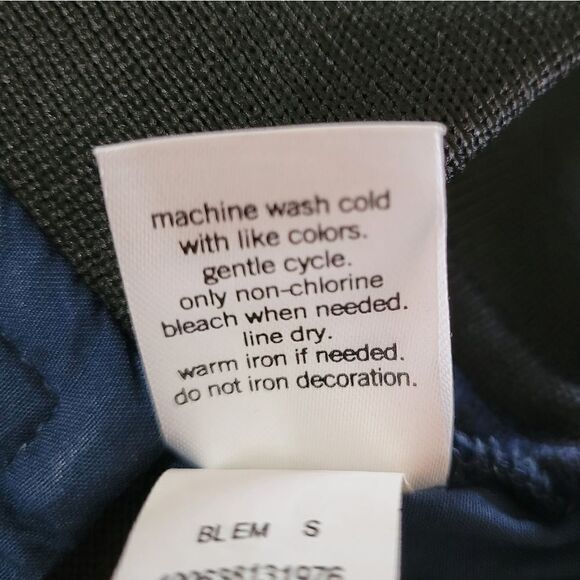 machine wash cold
with like colors.
gentle cycle.
only non-chlorine
bleach when needed.
line dry.
warm iron if needed.
do not iron decoration.
BLEM S